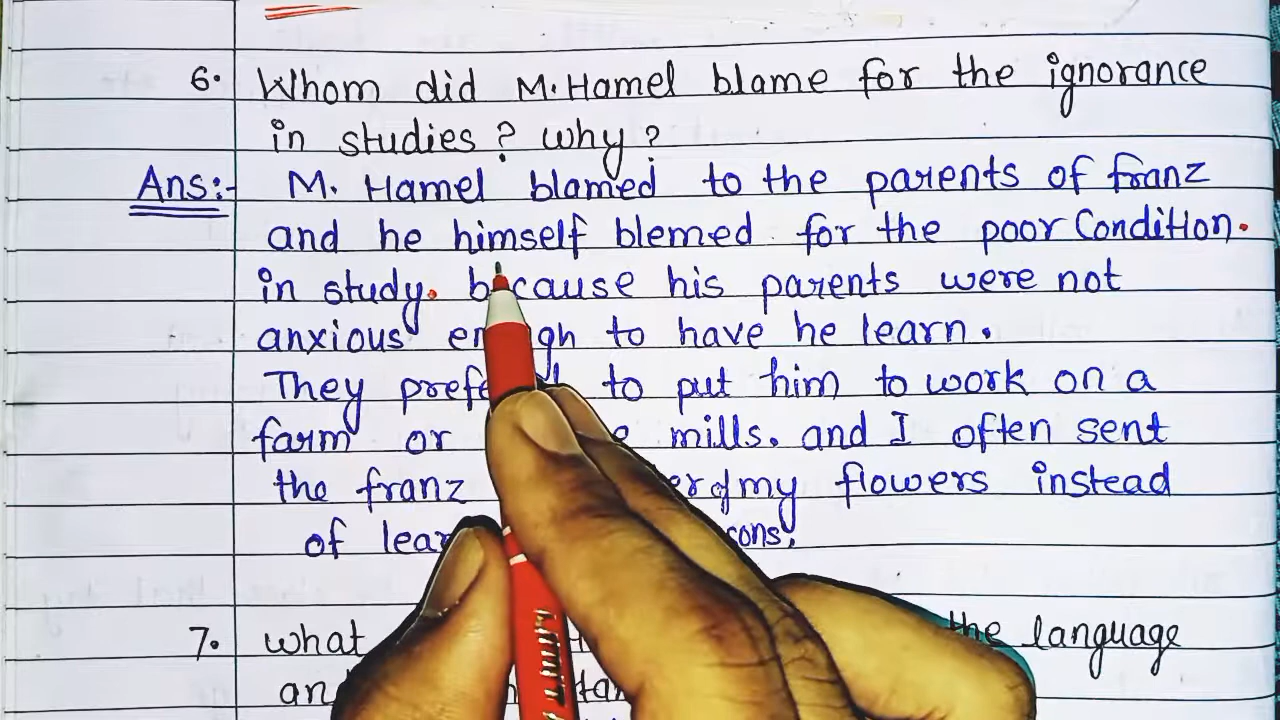 6. Whom did M. Hamel blame for the ignorance
in studies? why?
Ans:- M. Hamel blamed to the parents of franz
and he himself blemed for the poor Condition.
in study. because his parents were not
anxious enough to have he learn.
They to put him to work on a
farm or mills. and I often sent
the franz my flowers instead
of
7. what the language